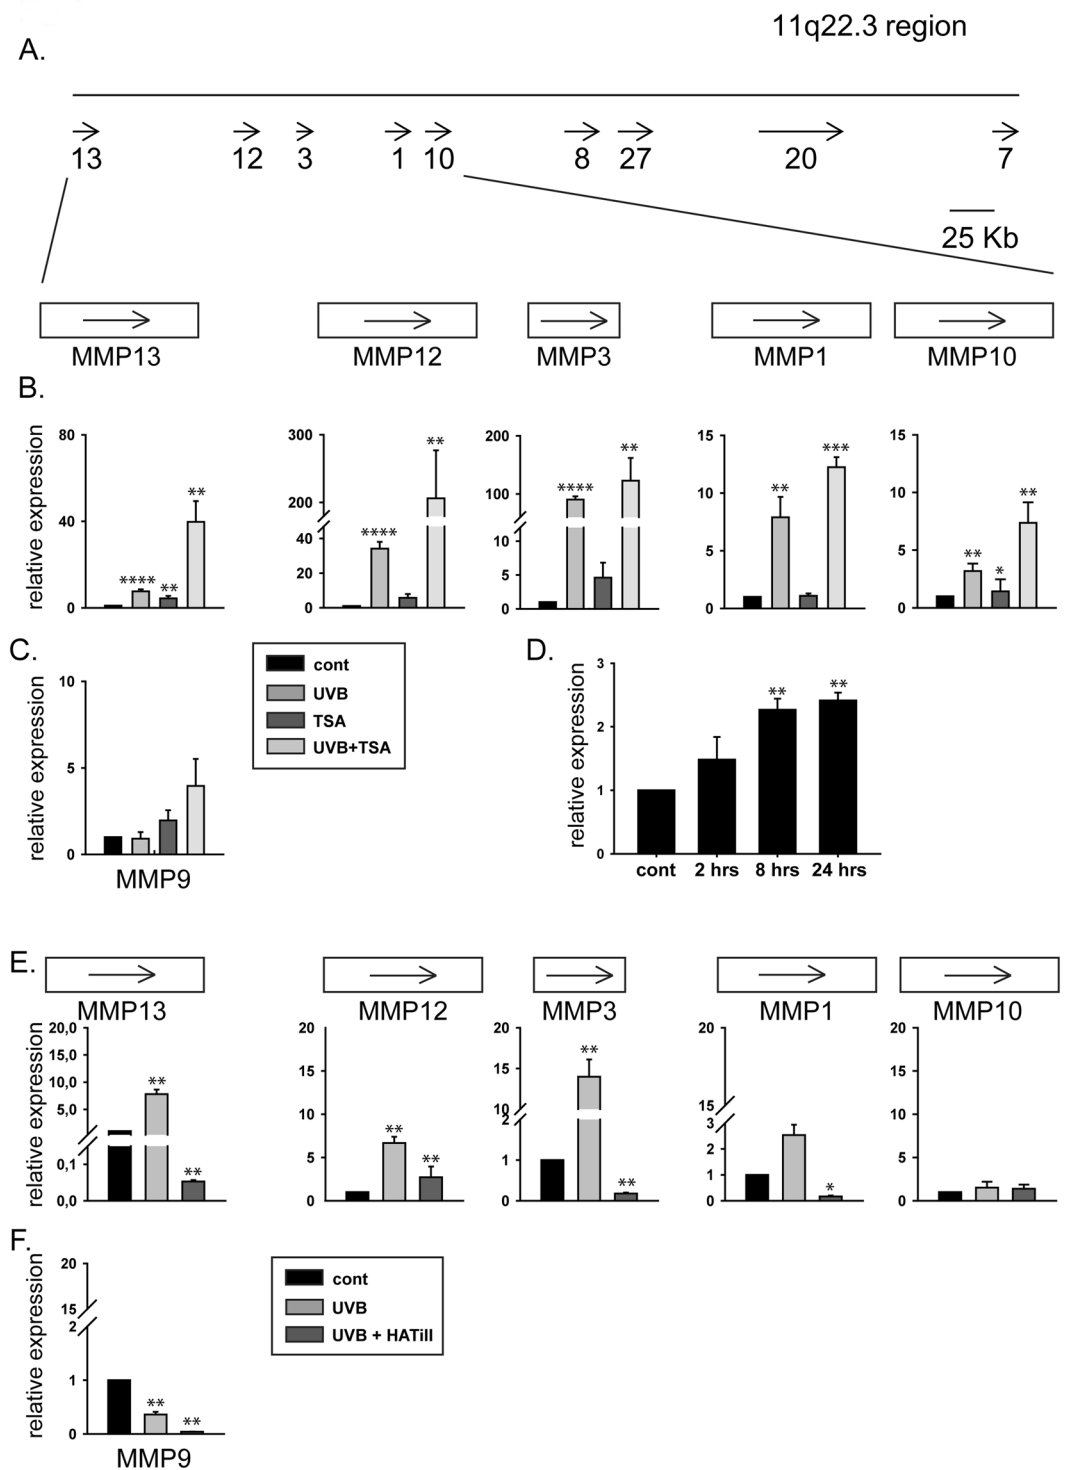 11q22.3 region
A.
13 12 3 1 10 8 27 20 7
25 Kb
MMP13 MMP12 MMP3 MMP1 MMP10
B.
relative expression
80
40
0
**** ** **
300
200
40
20
0
**** **
200
100
10
5
0
**** **
15
10
5
0
** ***
15
10
5
0
** * **
C.
relative expression
10
5
0
MMP9
cont
UVB
TSA
UVB+TSA
D.
relative expression
3
2
1
0
** **
cont 2 hrs 8 hrs 24 hrs
E.
MMP13 MMP12 MMP3 MMP1 MMP10
relative expression
20,0
15,0
10,0
5,0
0,1
0,0
** **
20
15
10
5
0
** **
20
15
10
2
1
0
** **
20
15
3
2
1
0
*
20
15
10
5
0
F.
relative expression
20
15
2
1
0
** **
MMP9
cont
UVB
UVB + HATiII